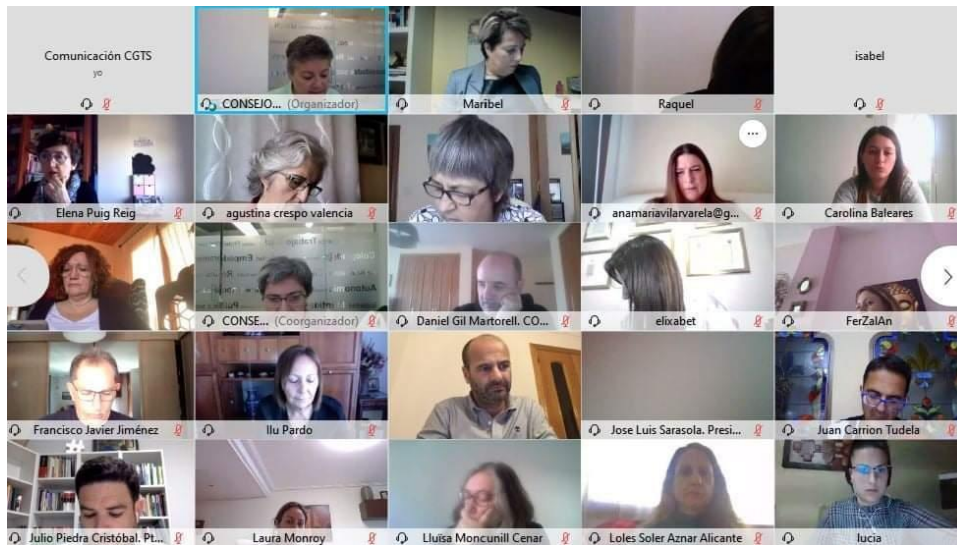 Comunicación CGTS
yo
CONSEJO... (Organizador)
Maribel
Raquel
isabel
Elena Puig Reig
agustina crespo valencia
anamariavilarvarela@g...
Carolina Baleares
CONSE... (Coorganizador)
Daniel Gil Martorell. CO...
elixabet
FerZalAn
Francisco Javier Jiménez
llu Pardo
Jose Luis Sarasola. Presi...
Juan Carrion Tudela
Julio Piedra Cristóbal. Pt...
Laura Monroy
Lluïsa Moncunill Cenar
Loles Soler Aznar Alicante
lucia